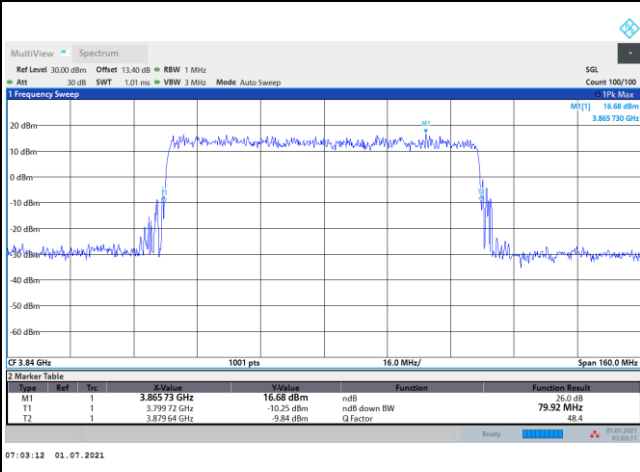 MultiView Spectrum
Ref Level 30.00 dBm Offset 13.40 dB RBW 1 MHz SGL
Att 30 dB SWT 1.01 ms VBW 3 MHz Mode Auto Sweep Count 100/100
1 Frequency Sweep 1Pk Max
M1[1] 16.68 dBm
3.865 730 GHz
M1
20 dBm
10 dBm
0 dBm
T1 T2
-10 dBm
-20 dBm
-30 dBm
-40 dBm
-50 dBm
-60 dBm
CF 3.84 GHz 1001 pts 16.0 MHz/ Span 160.0 MHz
2 Marker Table
Type Ref Trc X-Value Y-Value Function Function Result
M1 1 3.865 73 GHz 16.68 dBm ndB 26.0 dB
T1 1 3.799 72 GHz -10.25 dBm ndB down BW 79.92 MHz
T2 1 3.879 64 GHz -9.84 dBm Q Factor 48.4
Ready 01.07.2021
07:03:11
07:03:12 01.07.2021